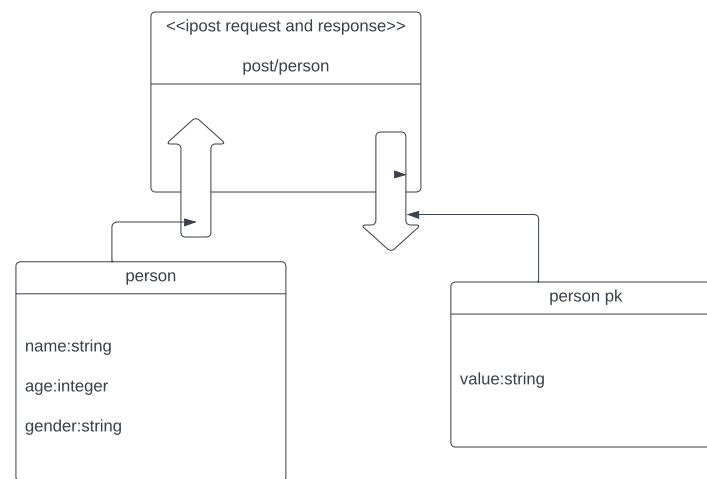 <<ipost request and response>>
post/person
person
name:string
age:integer
gender:string
person pk
value:string